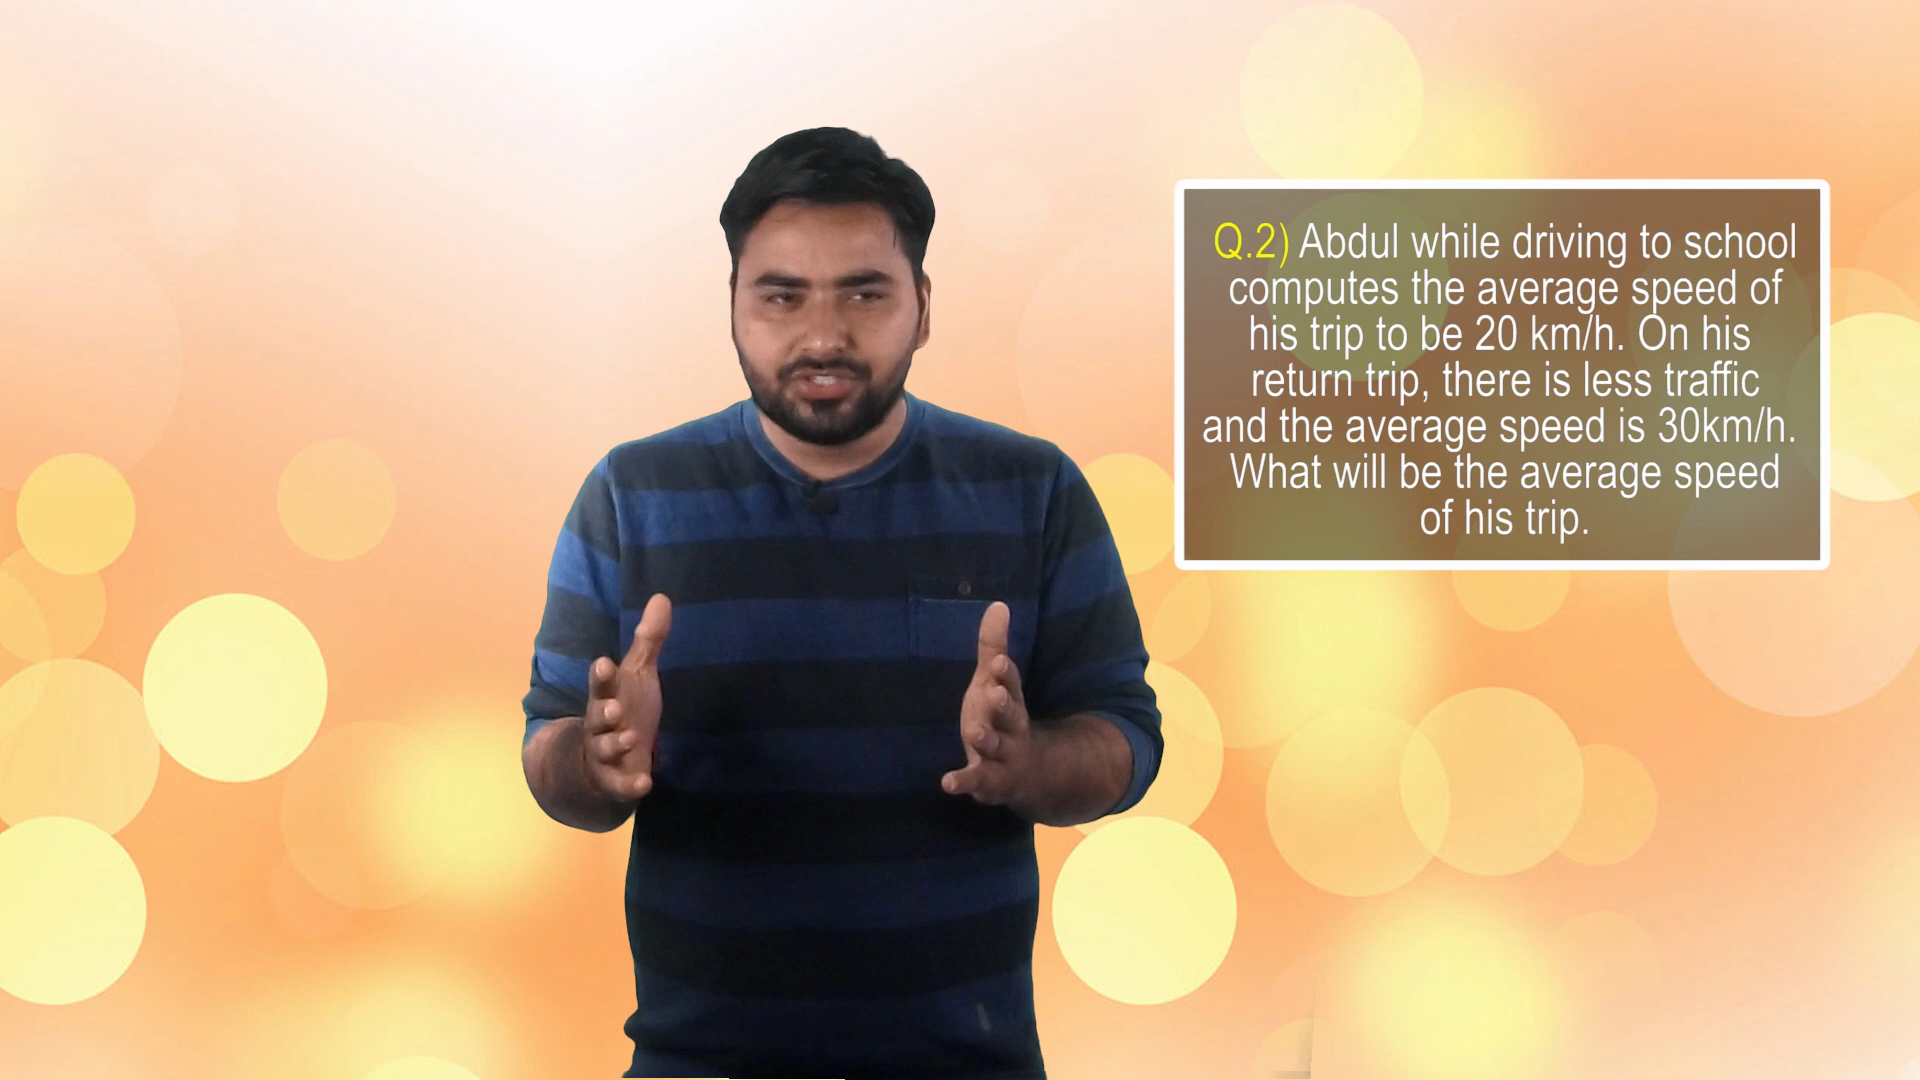 Q.2) Abdul while driving to school
computes the average speed of
his trip to be 20 km/h. On his
return trip, there is less traffic
and the average speed is 30km/h.
What will be the average speed
of his trip.